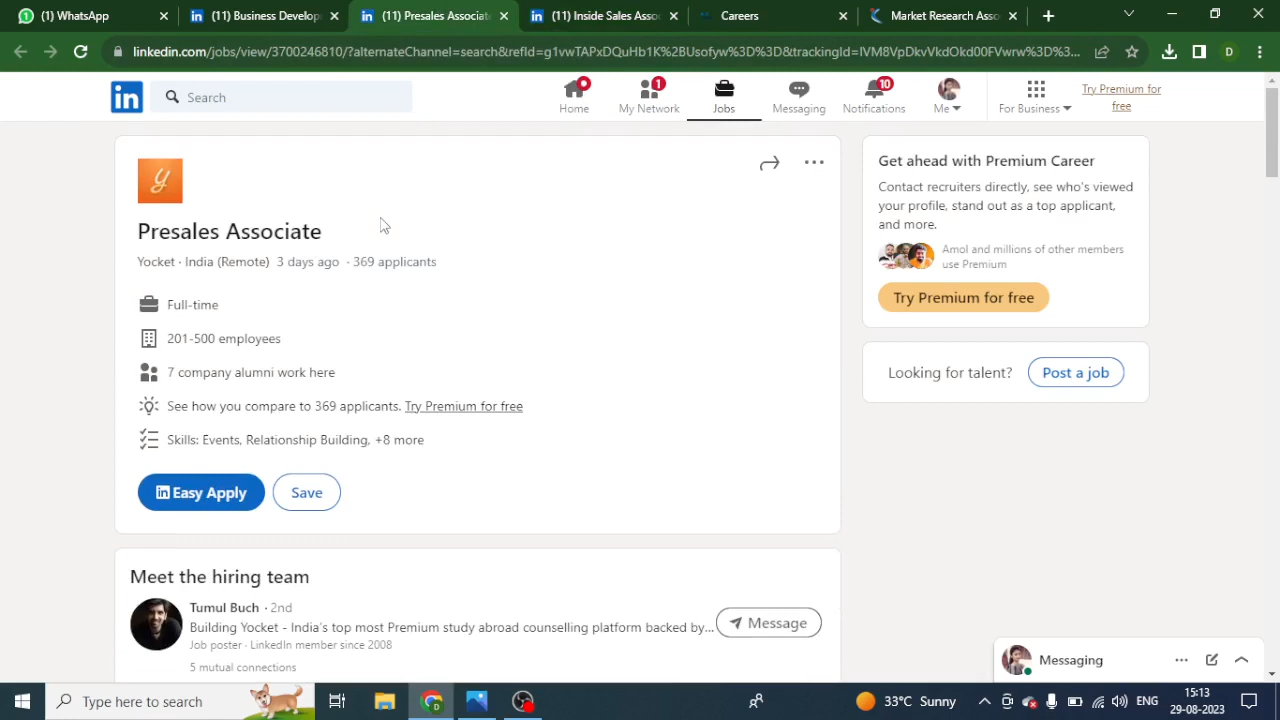 (11) WhatsApp
(11) Business Develop
(11) Presales Associate
(11) Inside Sales Assoc
Careers
Market Research Asso
linkedin.com/jobs/view/3700246810/?alternateChannel=search&refId=g1vwTAPxDQuHb1K%2BUsofyw%3D%3D&trackingId=IVM8VpDkvVkdOkd00FVwrw%3D%3...
D
in
Search
Home
1
My Network
Jobs
Messaging
10
Notifications
Me
For Business
Try Premium for
free
y
Presales Associate
Yocket · India (Remote) 3 days ago · 369 applicants
Full-time
201-500 employees
7 company alumni work here
See how you compare to 369 applicants. Try Premium for free
Skills: Events, Relationship Building, +8 more
in Easy Apply
Save
Get ahead with Premium Career
Contact recruiters directly, see who's viewed
your profile, stand out as a top applicant,
and more.
Amol and millions of other members
use Premium
Try Premium for free
Looking for talent?
Post a job
Meet the hiring team
Tumul Buch · 2nd
Building Yocket - India's top most Premium study abroad counselling platform backed by...
Job poster · LinkedIn member since 2008
5 mutual connections
Message
Messaging
Type here to search
33°C Sunny
ENG
15:13
29-08-2023